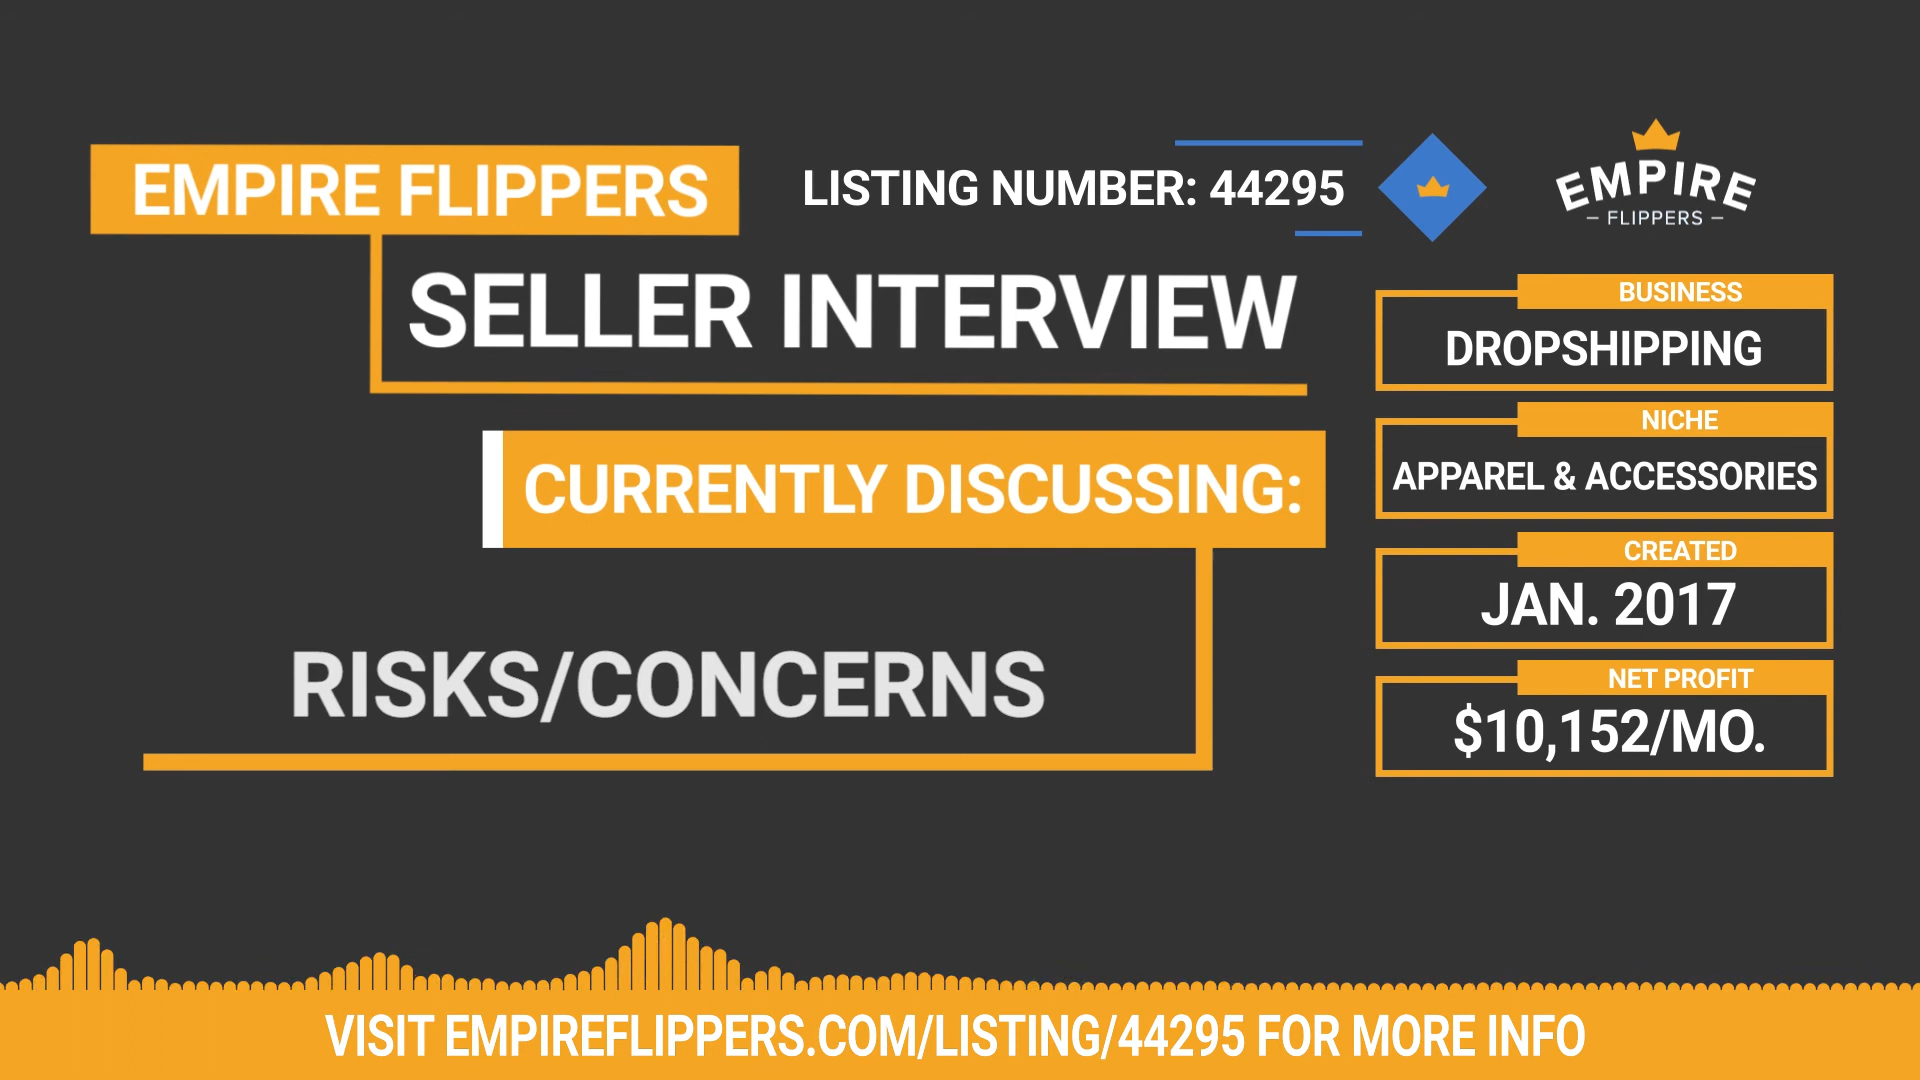 EMPIRE FLIPPERS
LISTING NUMBER: 44295
EMPIRE
FLIPPERS
SELLER INTERVIEW
CURRENTLY DISCUSSING:
RISKS/CONCERNS
BUSINESS
DROPSHIPPING
NICHE
APPAREL & ACCESSORIES
CREATED
JAN. 2017
NET PROFIT
$10,152/MO.
VISIT EMPIREFLIPPERS.COM/LISTING/44295 FOR MORE INFO